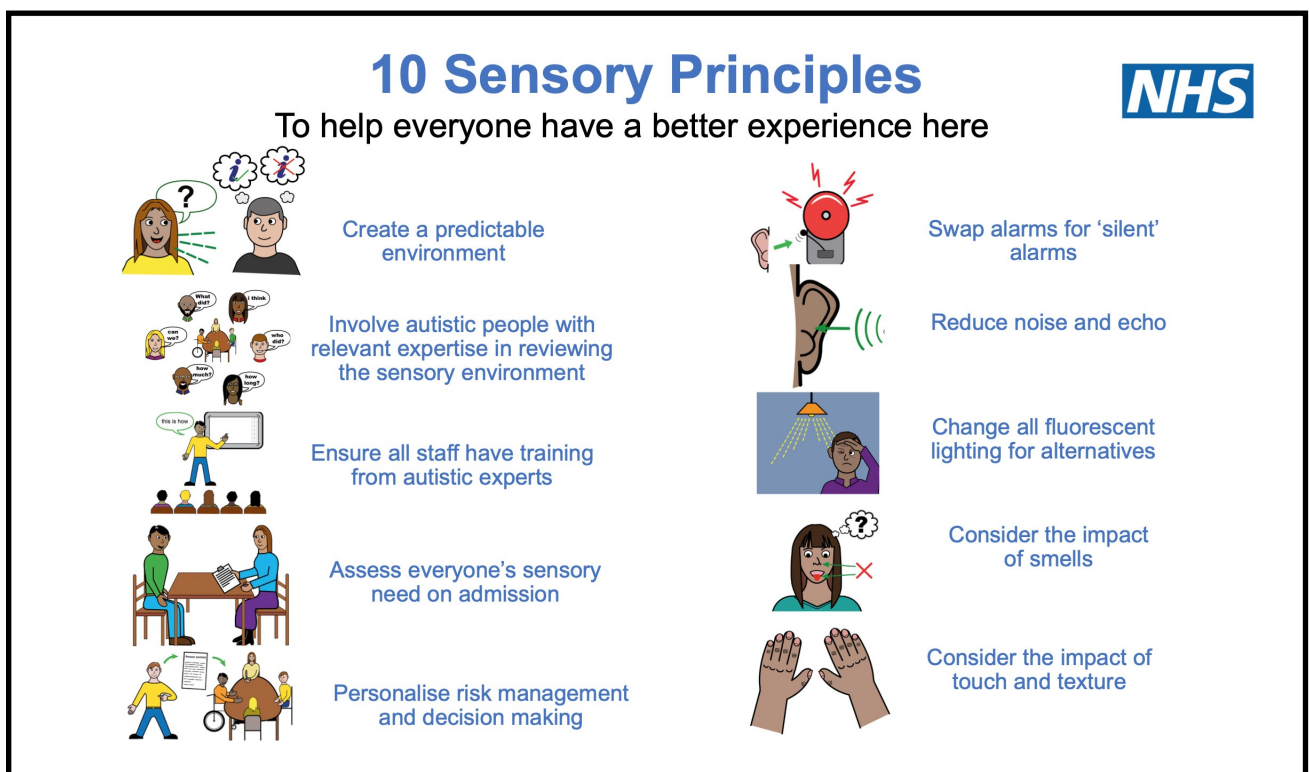 10 Sensory Principles
To help everyone have a better experience here
NHS
?
i
i
Create a predictable
environment
What
did?
i think
can
we?
who
did?
how
much?
how
long?
Involve autistic people with
relevant expertise in reviewing
the sensory environment
this is how
Ensure all staff have training
from autistic experts
Assess everyone’s sensory
need on admission
Personalise risk management
and decision making
Swap alarms for ‘silent’
alarms
Reduce noise and echo
Change all fluorescent
lighting for alternatives
?
Consider the impact
of smells
Consider the impact of
touch and texture